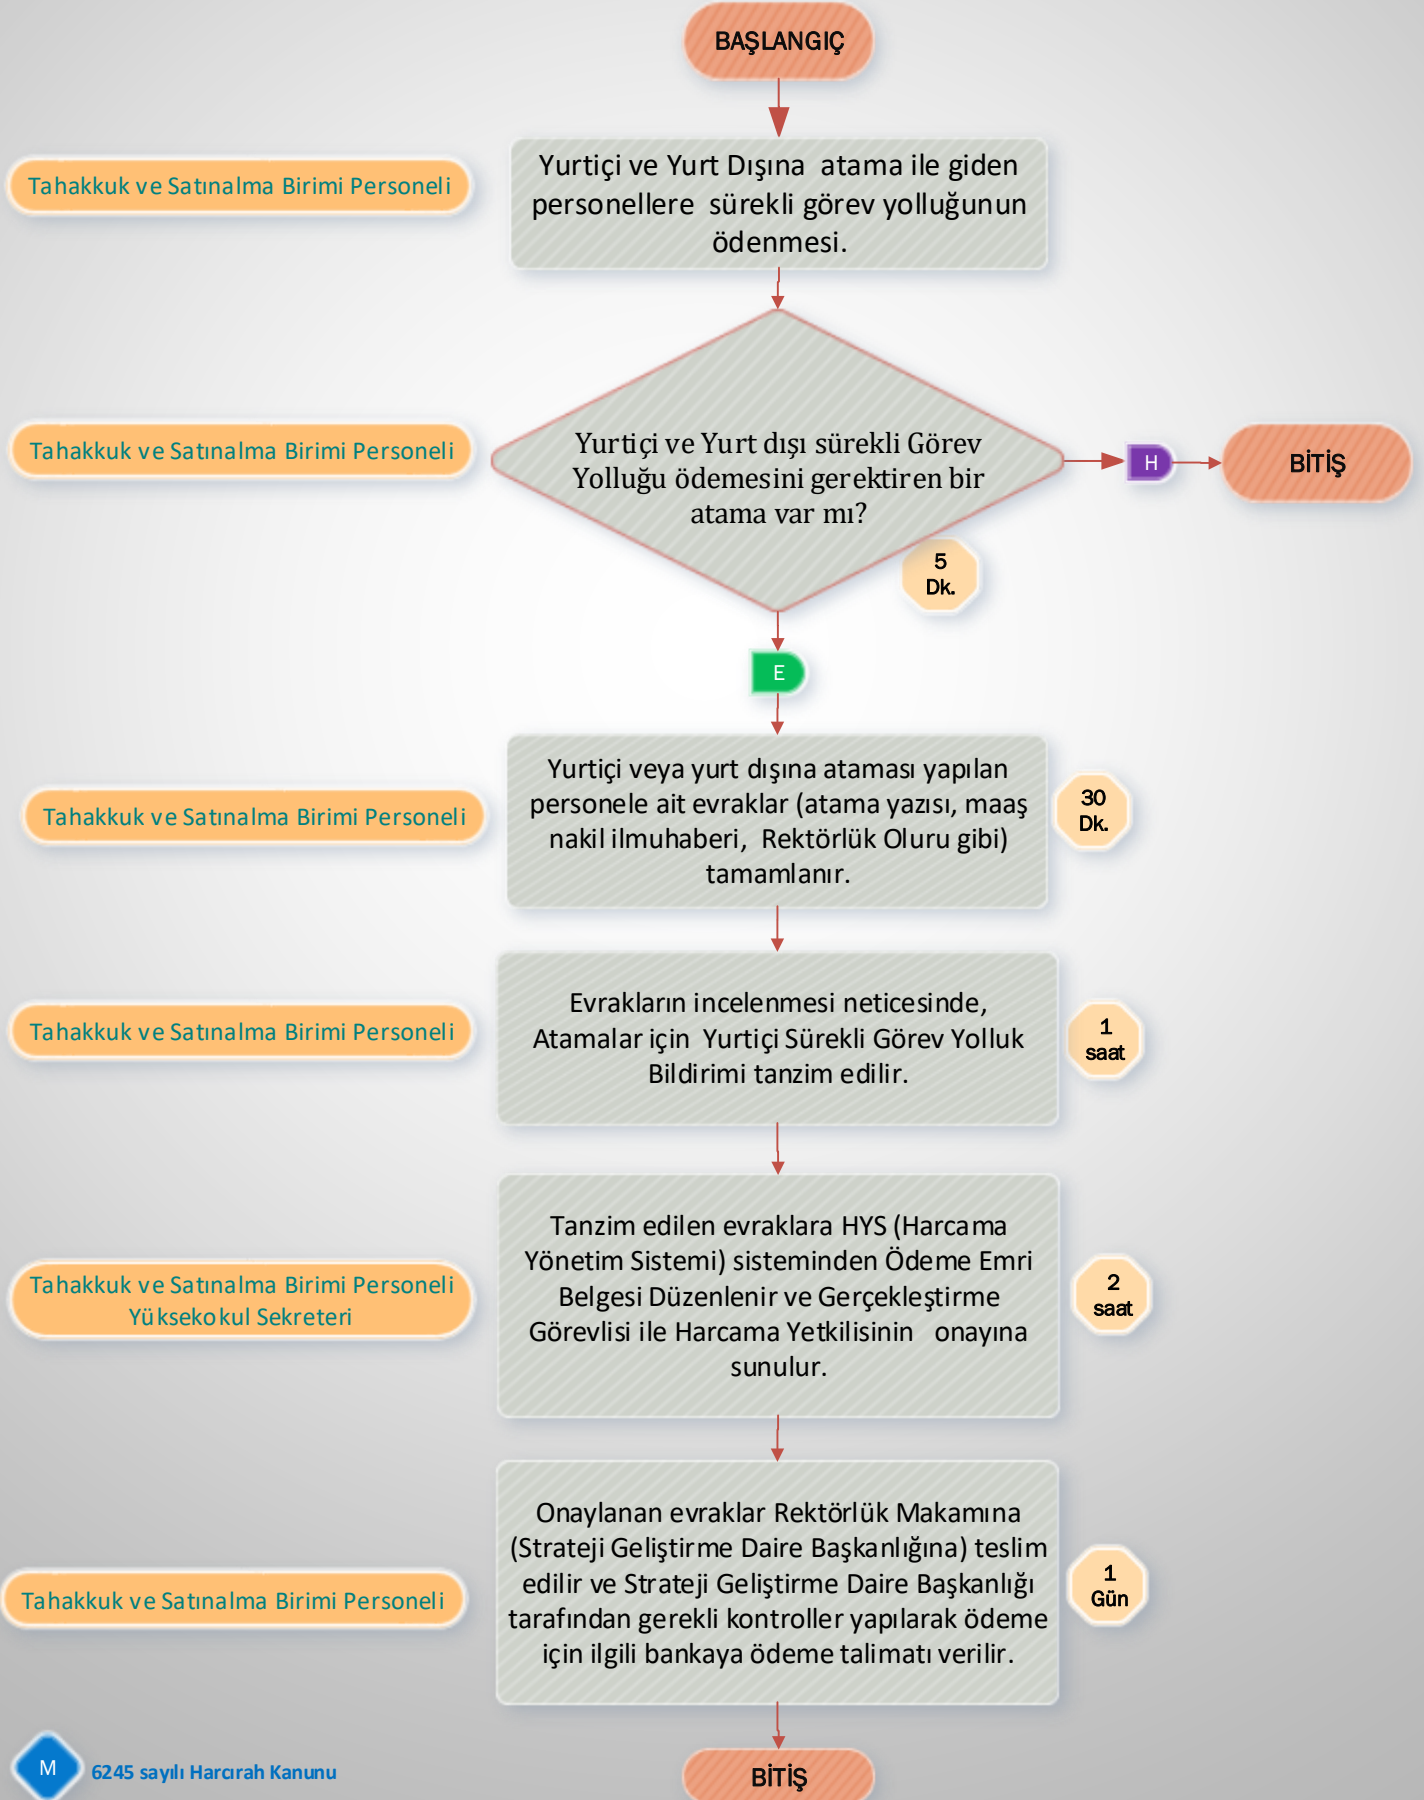 BAŞLANGIÇ
Tahakkuk ve Satınalma Birimi Personeli
Yurtiçi ve Yurt Dışına atama ile giden
personellere sürekli görev yolluğunun
ödenmesi.
Tahakkuk ve Satınalma Birimi Personeli
Yurtiçi ve Yurt dışı sürekli Görev
Yolluğu ödemesini gerektiren bir
atama var mı?
H
BİTİŞ
5
Dk.
E
Tahakkuk ve Satınalma Birimi Personeli
Yurtiçi veya yurt dışına ataması yapılan
personele ait evraklar (atama yazısı, maaş
nakil ilmuhaberi, Rektörlük Oluru gibi)
tamamlanır.
30
Dk.
Tahakkuk ve Satınalma Birimi Personeli
Evrakların incelenmesi neticesinde,
Atamalar için Yurtiçi Sürekli Görev Yolluk
Bildirimi tanzim edilir.
1
saat
Tahakkuk ve Satınalma Birimi Personeli
Yüksekokul Sekreteri
Tanzim edilen evraklara HYS (Harcama
Yönetim Sistemi) sisteminden Ödeme Emri
Belgesi Düzenlenir ve Gerçekleştirme
Görevlisi ile Harcama Yetkilisinin onayına
sunulur.
2
saat
Tahakkuk ve Satınalma Birimi Personeli
Onaylanan evraklar Rektörlük Makamına
(Strateji Geliştirme Daire Başkanlığına) teslim
edilir ve Strateji Geliştirme Daire Başkanlığı
tarafından gerekli kontroller yapılarak ödeme
için ilgili bankaya ödeme talimatı verilir.
1
Gün
M
6245 sayılı Harcırah Kanunu
BİTİŞ